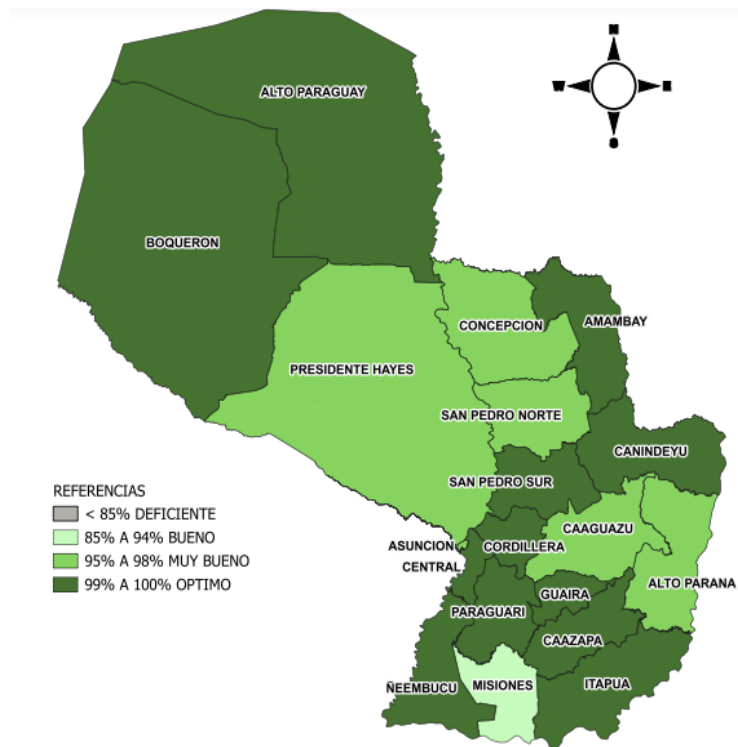 N
W
E
S
ALTO PARAGUAY
BOQUERON
CONCEPCION
AMAMBAY
PRESIDENTE HAYES
SAN PEDRO NORTE
CANINDEYU
SAN PEDRO SUR
REFERENCIAS
< 85% DEFICIENTE
85% A 94% BUENO
95% A 98% MUY BUENO
99% A 100% OPTIMO
CAAGUAZU
ASUNCION
CORDILLERA
CENTRAL
ALTO PARANA
GUAIRA
PARAGUARI
CAAZAPA
ÑEEMBUCU
MISIONES
ITAPUA